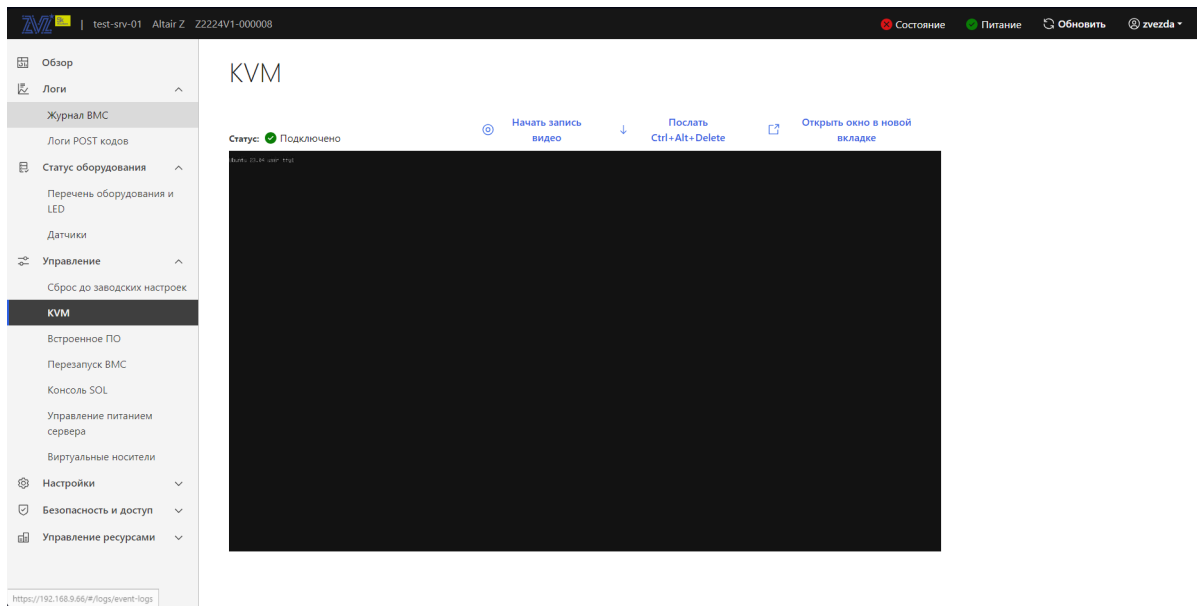 test-srv-01 Altair Z Z2224V1-000008
Состояние
Питание
Обновить
zvezda
Обзор
Логи
Журнал BMC
Логи POST кодов
Статус оборудования
Перечень оборудования и
LED
Датчики
Управление
Сброс до заводских настроек
KVM
Встроенное ПО
Перезапуск BMC
Консоль SOL
Управление питанием
сервера
Виртуальные носители
Настройки
Безопасность и доступ
Управление ресурсами
https://192.168.9.66/#/logs/event-logs
KVM
Статус: Подключено
Начать запись
видео
Послать
Ctrl+Alt+Delete
Открыть окно в новой
вкладке